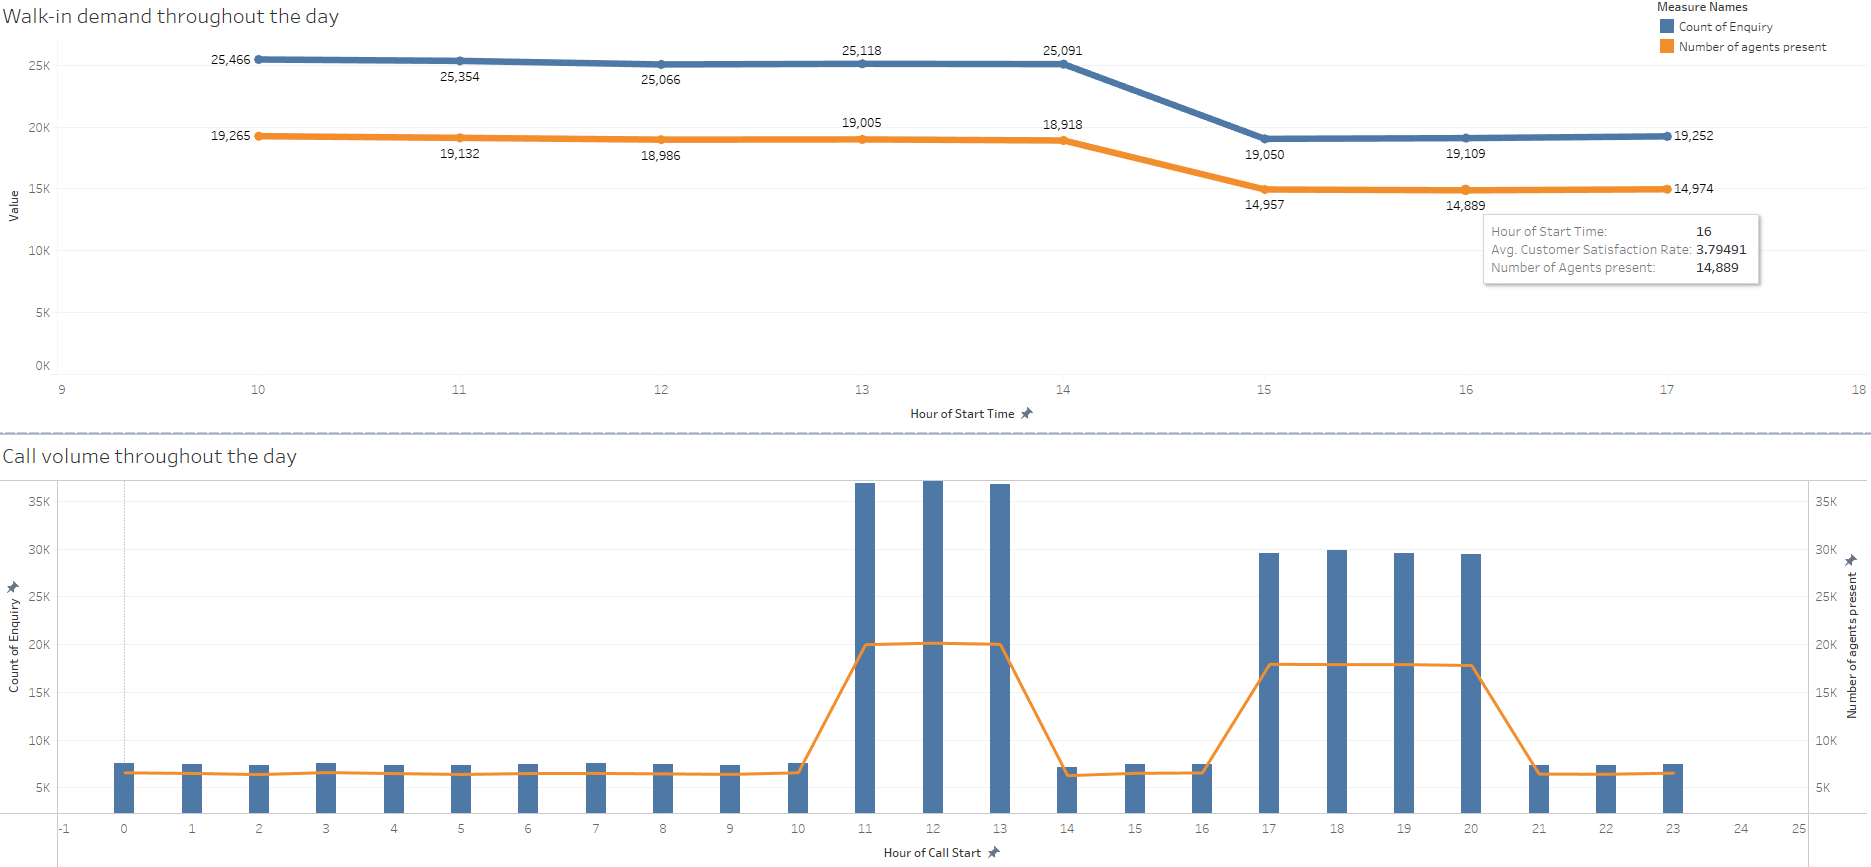 Walk-in demand throughout the day
Measure Names
Count of Enquiry
Number of agents present
Value
25K
20K
15K
10K
5K
0K
25,466
25,354
25,066
25,118
25,091
19,050
19,109
19,252
19,265
19,132
18,986
19,005
18,918
14,957
14,889
14,974
Hour of Start Time: 16
Avg. Customer Satisfaction Rate: 3.79491
Number of Agents present: 14,889
9 10 11 12 13 14 15 16 17 18
Hour of Start Time
Call volume throughout the day
Count of Enquiry
35K
30K
25K
20K
15K
10K
5K
35K
30K
25K
20K
15K
10K
5K
Number of agents present
-1 0 1 2 3 4 5 6 7 8 9 10 11 12 13 14 15 16 17 18 19 20 21 22 23 24 25
Hour of Call Start